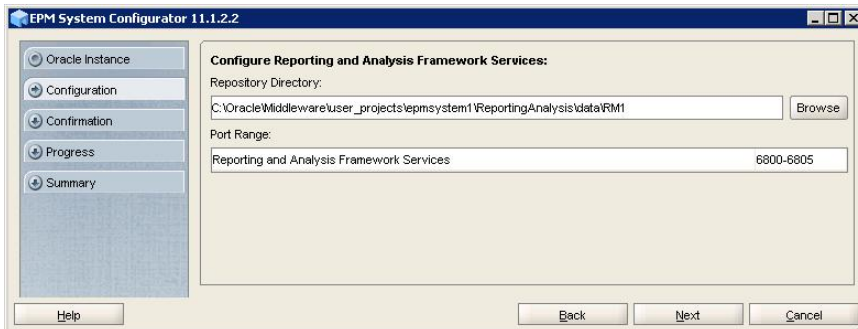 EPM System Configurator 11.1.2.2
Oracle Instance
Configuration
Confirmation
Progress
Summary
Configure Reporting and Analysis Framework Services:
Repository Directory:
C:\Oracle\Middleware\user_projects\epmsystem1\ReportingAnalysis\data\RM1
Browse
Port Range:
Reporting and Analysis Framework Services 6800-6805
Help Back Next Cancel